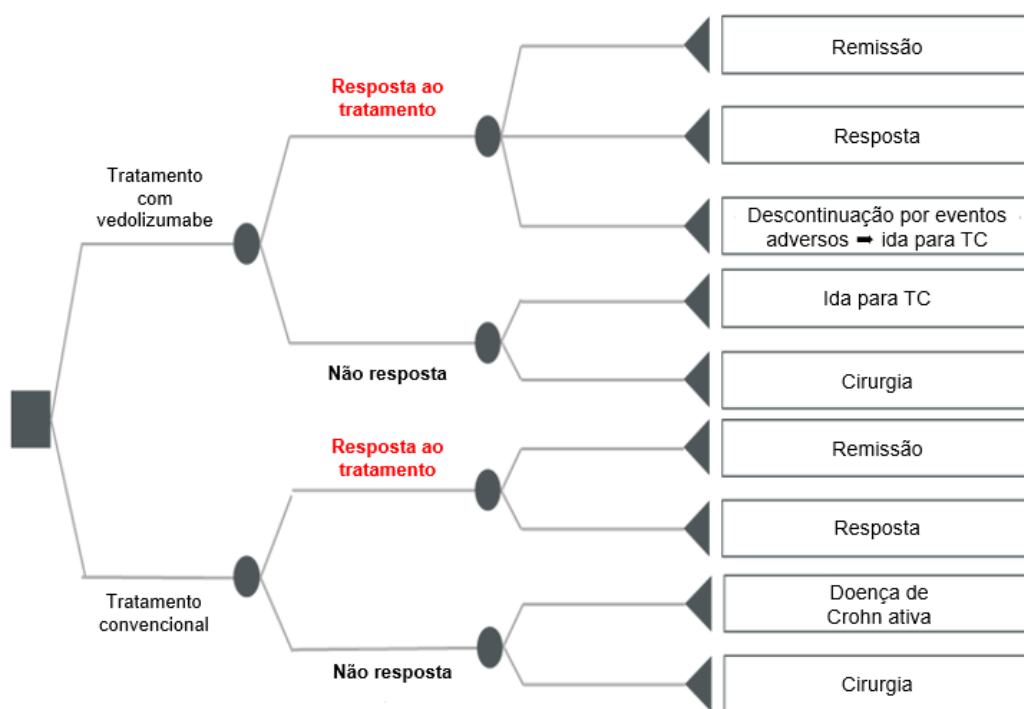 Remissão
Resposta ao
tratamento
Resposta
Tratamento
com
vedolizumabe
Descontinuação por eventos
adversos ➡ ida para TC
Ida para TC
Não resposta
Cirurgia
Resposta ao
tratamento
Remissão
Resposta
Tratamento
convencional
Doença de
Crohn ativa
Não resposta
Cirurgia